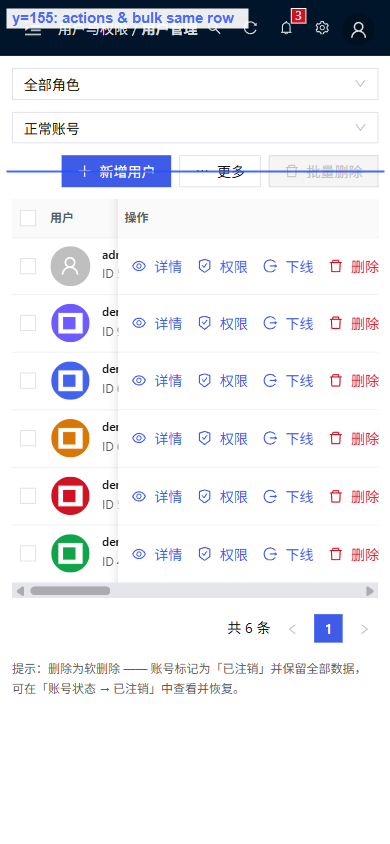 y=155: actions & bulk same row
用户与权限 / 用户管理
3
全部角色
正常账号
新增用户 ··· 更多 批量删除
用户 操作
详情 权限 下线 删除
ID
详情 权限 下线 删除
ID
详情 权限 下线 删除
ID
详情 权限 下线 删除
ID
详情 权限 下线 删除
ID
详情 权限 下线 删除
ID
共 6 条 1
提示：删除为软删除 —— 账号标记为「已注销」并保留全部数据，
可在「账号状态 → 已注销」中查看并恢复。